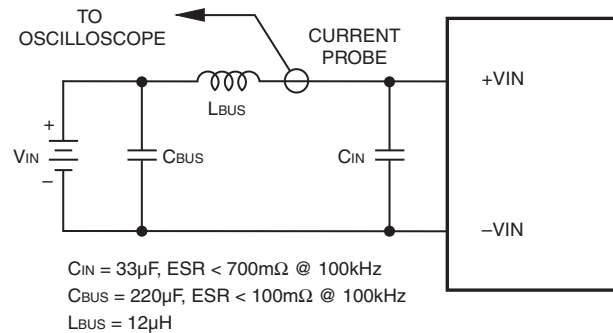 TO
OSCILLOSCOPE
CURRENT
PROBE
+VIN
LBUS
+
VIN
–
CBUS
CIN
–VIN
CIN = 33µF, ESR < 700mΩ @ 100kHz
CBUS = 220µF, ESR < 100mΩ @ 100kHz
LBUS = 12µH